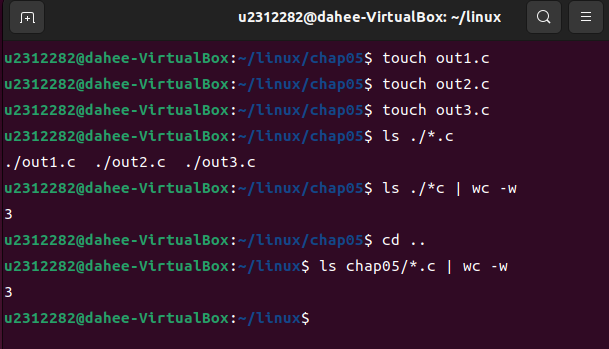 u2312282@dahee-VirtualBox: ~/linux
u2312282@dahee-VirtualBox:~/linux/chap05$ touch out1.c
u2312282@dahee-VirtualBox:~/linux/chap05$ touch out2.c
u2312282@dahee-VirtualBox:~/linux/chap05$ touch out3.c
u2312282@dahee-VirtualBox:~/linux/chap05$ ls ./*.c
./out1.c  ./out2.c  ./out3.c
u2312282@dahee-VirtualBox:~/linux/chap05$ ls ./*c | wc -w
3
u2312282@dahee-VirtualBox:~/linux/chap05$ cd ..
u2312282@dahee-VirtualBox:~/linux$ ls chap05/*.c | wc -w
3
u2312282@dahee-VirtualBox:~/linux$